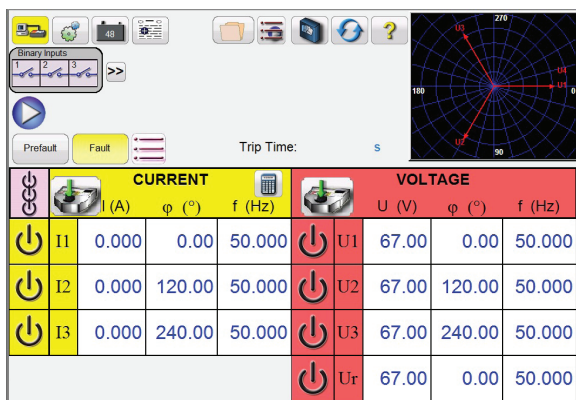 48
?
Binary Inputs
1 2 3
>>
270
U3
U4
U1
180
0
U2
90
Prefault
Fault
Trip Time:
s
CURRENT
VOLTAGE
I (A) φ (°) f (Hz)
U (V) φ (°) f (Hz)
I1 0.000 0.00 50.000 U1 67.00 0.00 50.000
I2 0.000 120.00 50.000 U2 67.00 120.00 50.000
I3 0.000 240.00 50.000 U3 67.00 240.00 50.000
Ur 67.00 0.00 50.000